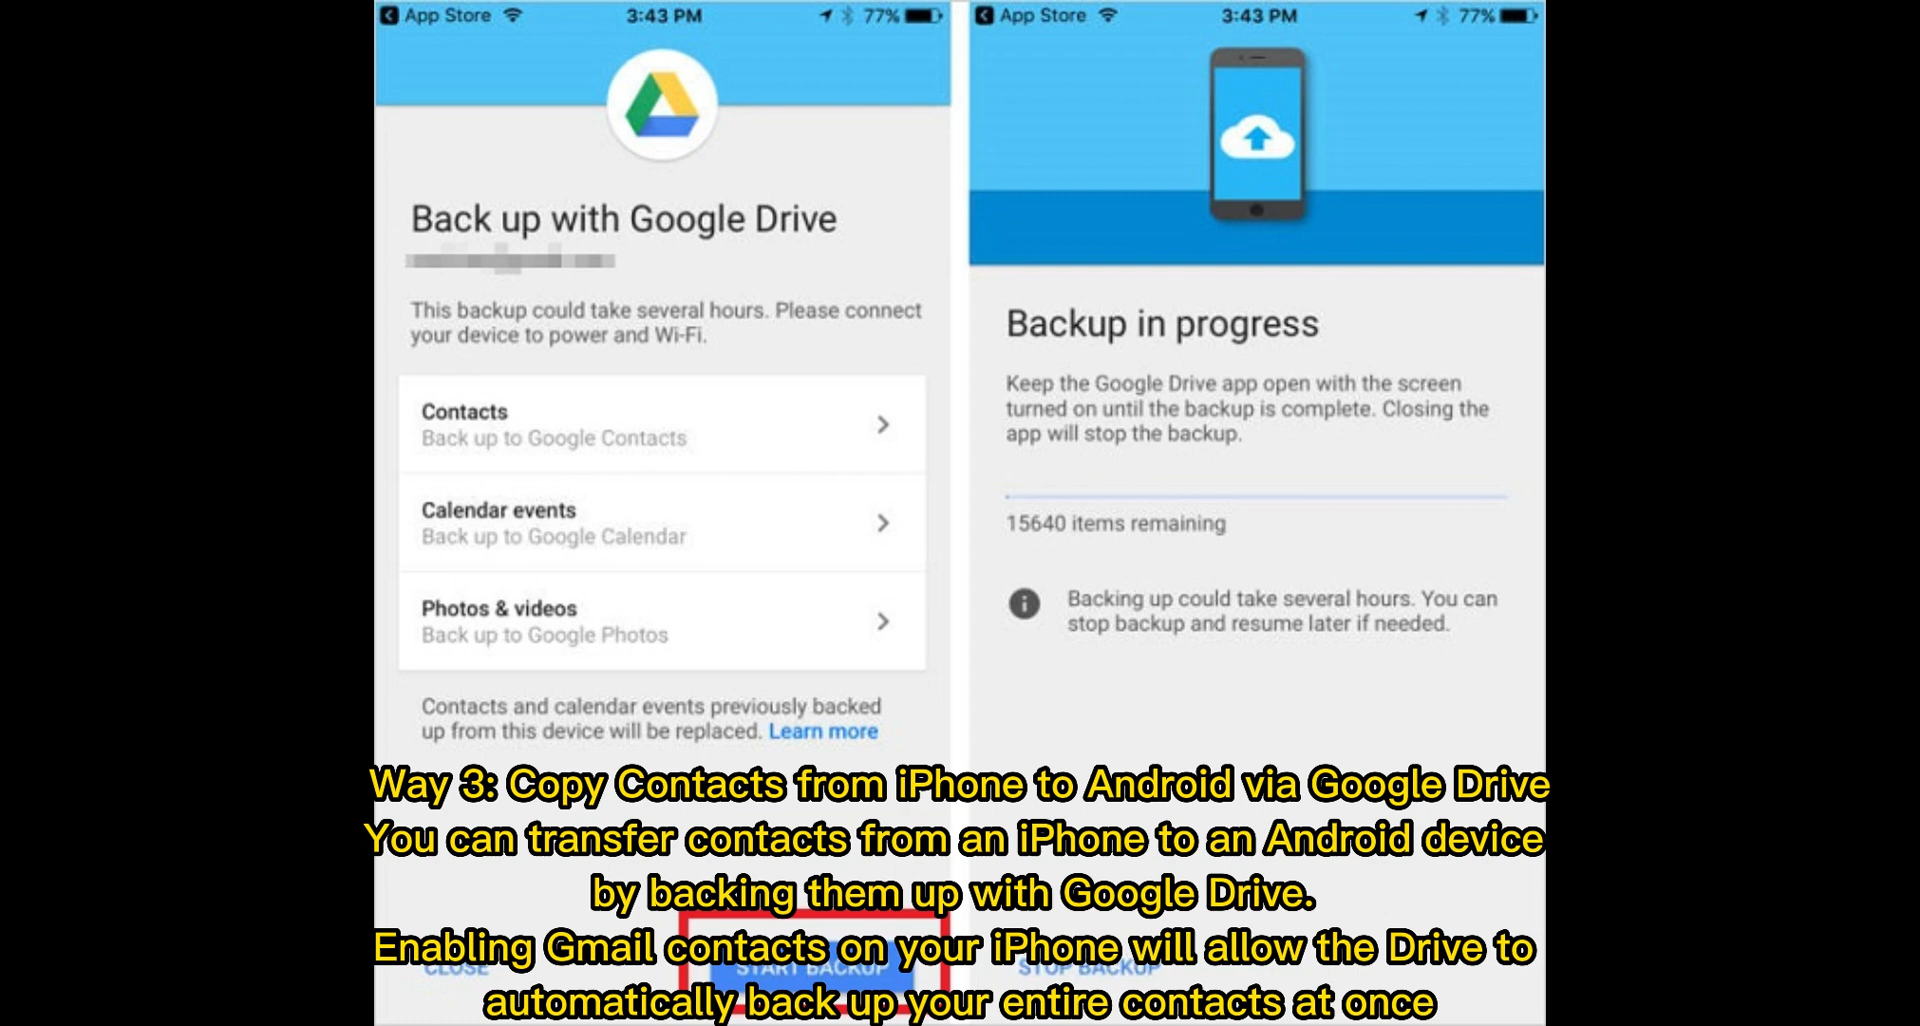 App Store
3:43 PM
77%
Back up with Google Drive
This backup could take several hours. Please connect
your device to power and Wi-Fi.
Contacts
Back up to Google Contacts
Calendar events
Back up to Google Calendar
Photos & videos
Back up to Google Photos
Contacts and calendar events previously backed
up from this device will be replaced. Learn more
CLOSE
START BACKUP
App Store
3:43 PM
77%
Backup in progress
Keep the Google Drive app open with the screen
turned on until the backup is complete. Closing the
app will stop the backup.
15640 items remaining
Backing up could take several hours. You can
stop backup and resume later if needed.
STOP BACKUP
Way 3: Copy Contacts from iPhone to Android via Google Drive
You can transfer contacts from an iPhone to an Android device
by backing them up with Google Drive.
Enabling Gmail contacts on your iPhone will allow the Drive to
automatically back up your entire contacts at once